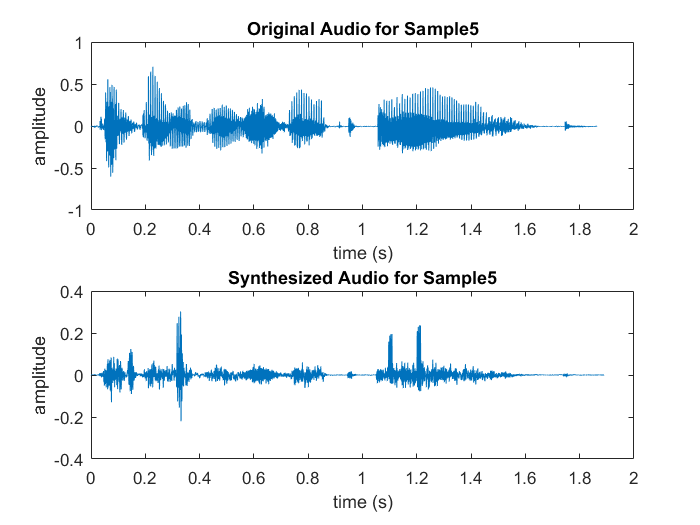 Original Audio for Sample5
1
0.5
0
-0.5
-1
amplitude
0 0.2 0.4 0.6 0.8 1 1.2 1.4 1.6 1.8 2
time (s)
Synthesized Audio for Sample5
0.4
0.2
0
-0.2
-0.4
amplitude
0 0.2 0.4 0.6 0.8 1 1.2 1.4 1.6 1.8 2
time (s)